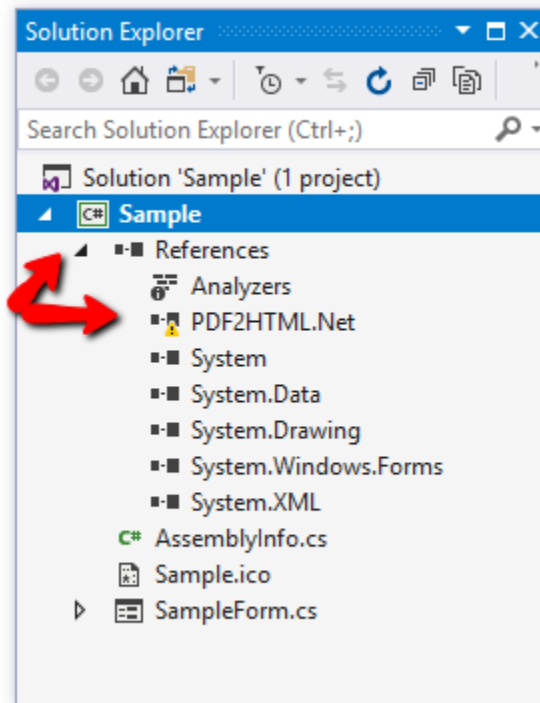 Solution Explorer
Search Solution Explorer (Ctrl+;)
Solution 'Sample' (1 project)
C# Sample
References
Analyzers
PDF2HTML.Net
System
System.Data
System.Drawing
System.Windows.Forms
System.XML
C# AssemblyInfo.cs
Sample.ico
SampleForm.cs